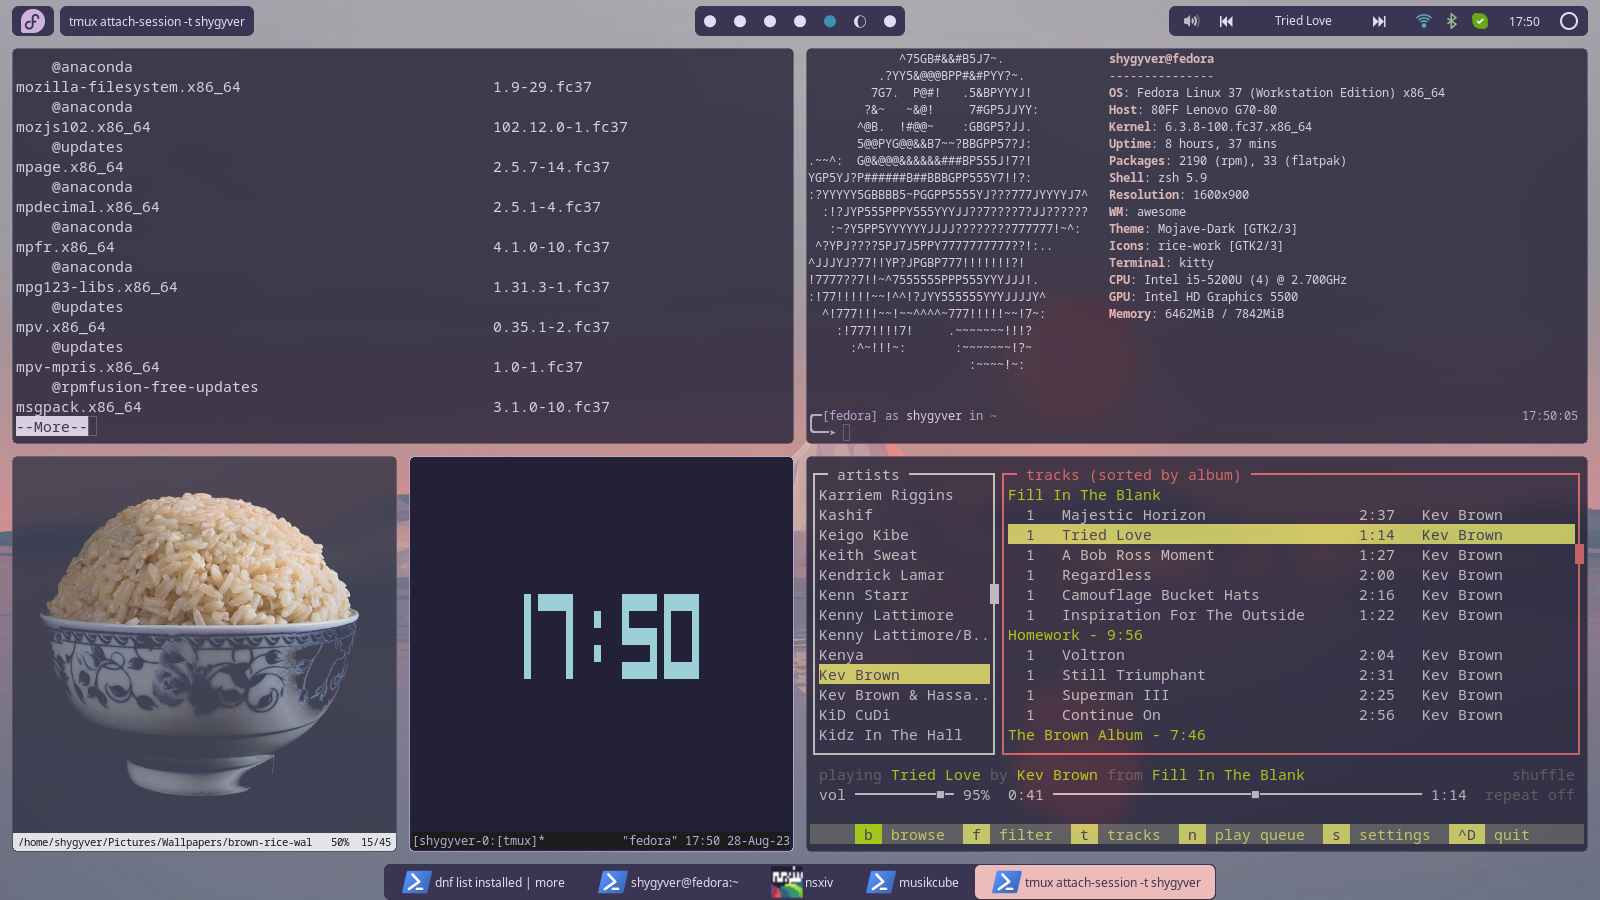 tmux attach-session -t shygyver
Tried Love
17:50
@anaconda
mozilla-filesystem.x86_64 1.9-29.fc37
@anaconda
mozjs102.x86_64 102.12.0-1.fc37
@updates
mpage.x86_64 2.5.7-14.fc37
@anaconda
mpdecimal.x86_64 2.5.1-4.fc37
@anaconda
mpfr.x86_64 4.1.0-10.fc37
@anaconda
mpg123-libs.x86_64 1.31.3-1.fc37
@updates
mpv.x86_64 0.35.1-2.fc37
@updates
mpv-mpris.x86_64 1.0-1.fc37
@rpmfusion-free-updates
msgpack.x86_64 3.1.0-10.fc37
--More--
shygyver@fedora
---------------
OS: Fedora Linux 37 (Workstation Edition) x86_64
Host: 80FF Lenovo G70-80
Kernel: 6.3.8-100.fc37.x86_64
Uptime: 8 hours, 37 mins
Packages: 2190 (rpm), 33 (flatpak)
Shell: zsh 5.9
Resolution: 1600x900
WM: awesome
Theme: Mojave-Dark [GTK2/3]
Icons: rice-work [GTK2/3]
Terminal: kitty
CPU: Intel i5-5200U (4) @ 2.700GHz
GPU: Intel HD Graphics 5500
Memory: 6462MiB / 7842MiB
[fedora] as shygyver in ~ 17:50:05
/home/shygyver/Pictures/Wallpapers/brown-rice-wal 50% 15/45
17:50
[shygyver-0:[tmux]* "fedora" 17:50 28-Aug-23
artists
Karriem Riggins
Kashif
Keigo Kibe
Keith Sweat
Kendrick Lamar
Kenn Starr
Kenny Lattimore
Kenny Lattimore/B..
Kenya
Kev Brown
Kev Brown & Hassa..
KiD CuDi
Kidz In The Hall
tracks (sorted by album)
Fill In The Blank
1 Majestic Horizon 2:37 Kev Brown
1 Tried Love 1:14 Kev Brown
1 A Bob Ross Moment 1:27 Kev Brown
1 Regardless 2:00 Kev Brown
1 Camouflage Bucket Hats 2:16 Kev Brown
1 Inspiration For The Outside 1:22 Kev Brown
Homework - 9:56
1 Voltron 2:04 Kev Brown
1 Still Triumphant 2:31 Kev Brown
1 Superman III 2:25 Kev Brown
1 Continue On 2:56 Kev Brown
The Brown Album - 7:46
playing Tried Love by Kev Brown from Fill In The Blank shuffle
vol 95% 0:41 1:14 repeat off
b browse f filter t tracks n play queue s settings ^D quit
dnf list installed | more
shygyver@fedora:~
nsxiv
musikcube
tmux attach-session -t shygyver